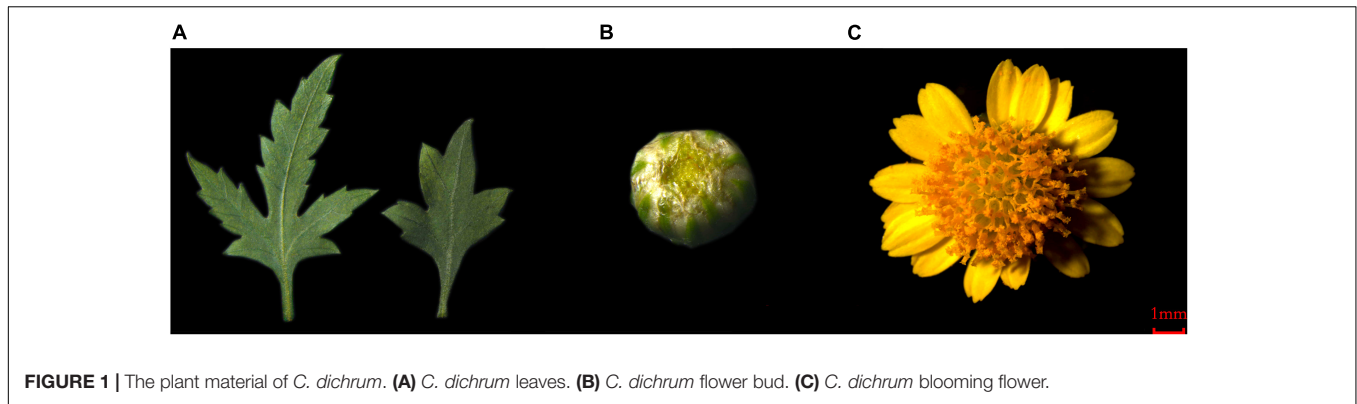 A B C
1mm
FIGURE 1 | The plant material of C. dichrum. (A) C. dichrum leaves. (B) C. dichrum flower bud. (C) C. dichrum blooming flower.